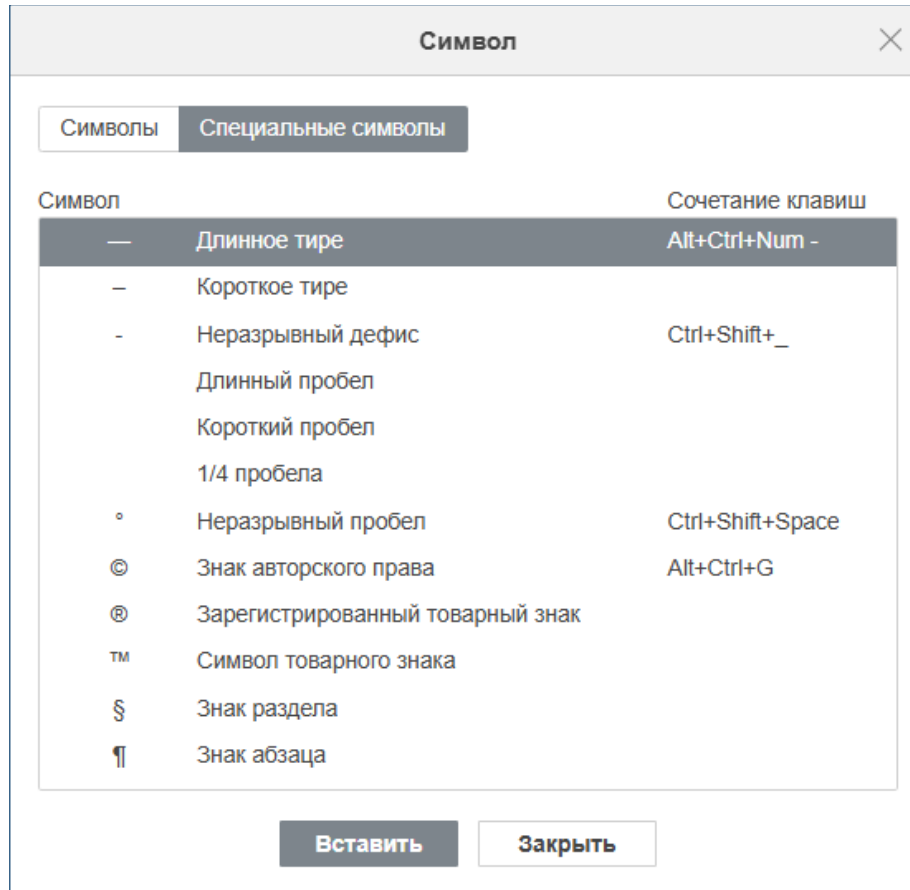 Символ
Символы Специальные символы
Символ Сочетание клавиш
— Длинное тире Alt+Ctrl+Num -
– Короткое тире
- Неразрывный дефис Ctrl+Shift+_
Длинный пробел
Короткий пробел
1/4 пробела
° Неразрывный пробел Ctrl+Shift+Space
© Знак авторского права Alt+Ctrl+G
® Зарегистрированный товарный знак
™ Символ товарного знака
§ Знак раздела
¶ Знак абзаца
Вставить Закрыть